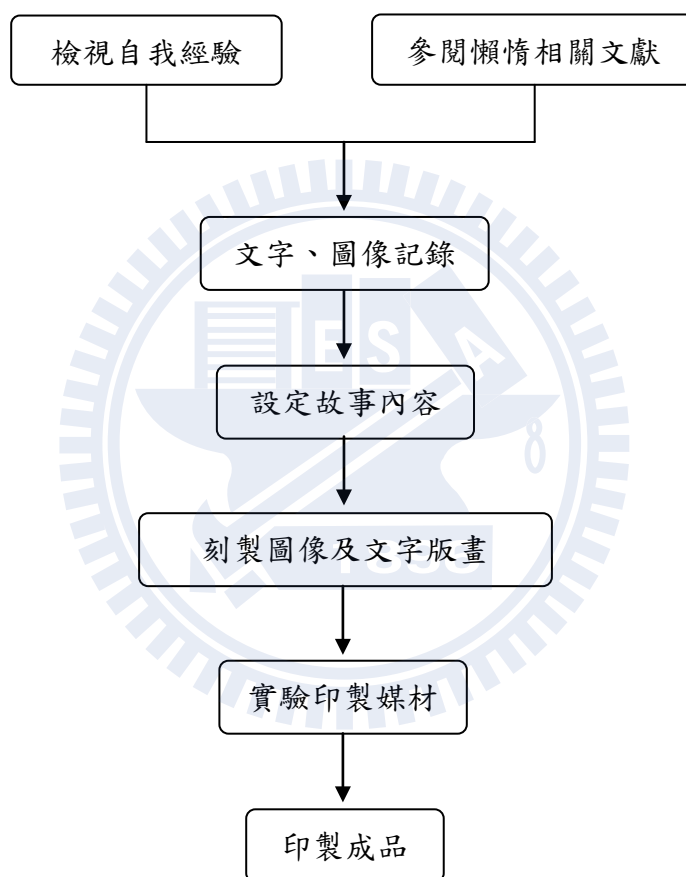 檢視自我經驗
參閱懶惰相關文獻
文字、圖像記錄
ESA
設定故事內容
刻製圖像及文字版畫
1896
實驗印製媒材
印製成品